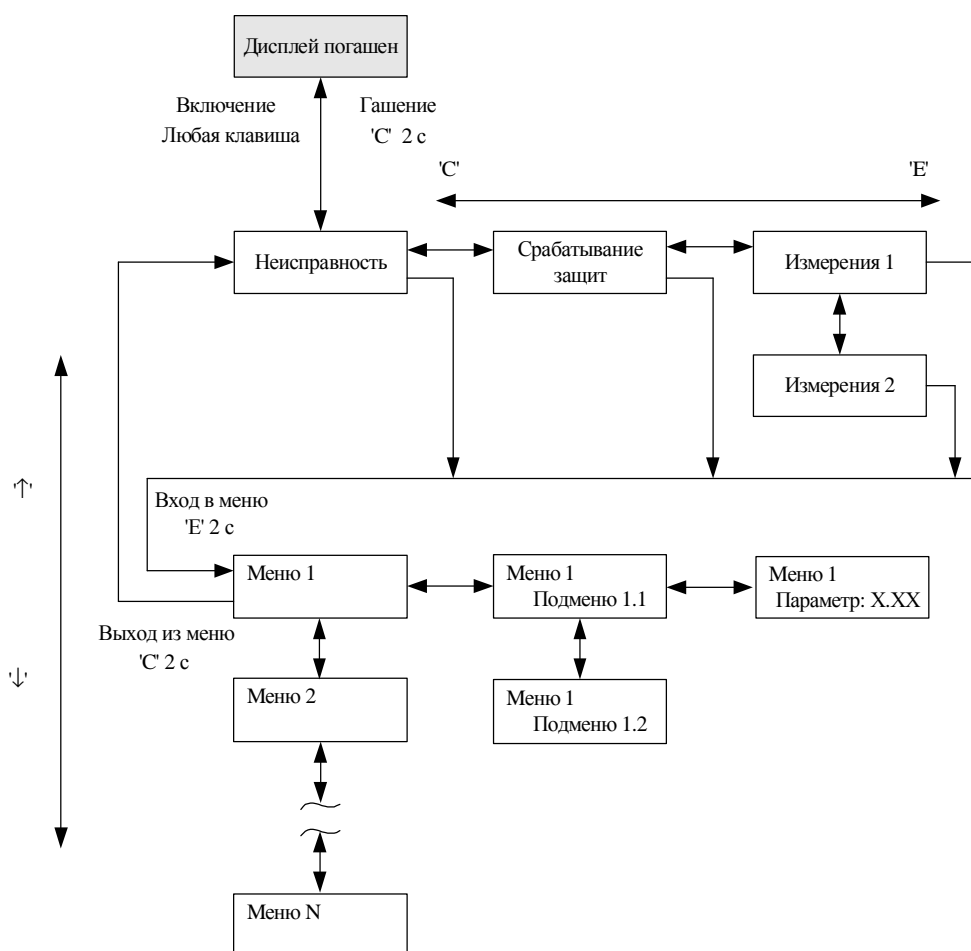 Дисплей погашен
Включение
Любая клавиша
Гашение
'С' 2 с
'С'
'Е'
Неисправность
Срабатывание
защит
Измерения 1
Измерения 2
'↑'
Вход в меню
'Е' 2 с
Меню 1
Меню 1
Подменю 1.1
Меню 1
Параметр: X.XX
Выход из меню
'С' 2 с
'↓'
Меню 2
Меню 1
Подменю 1.2
Меню N